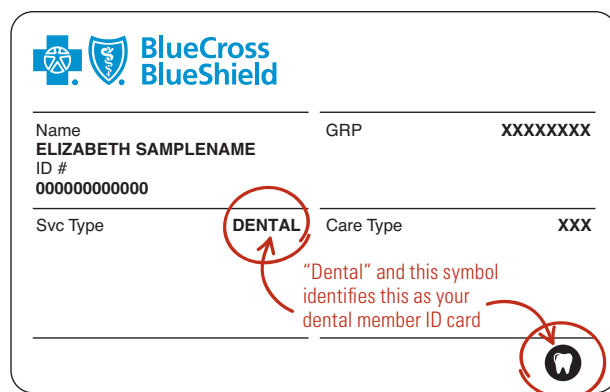 BlueCross
BlueShield
Name
ELIZABETH SAMPLENAME
ID #
000000000000
GRP XXXXXXXX
Svc Type DENTAL
Care Type XXX
“Dental” and this symbol
identifies this as your
dental member ID card